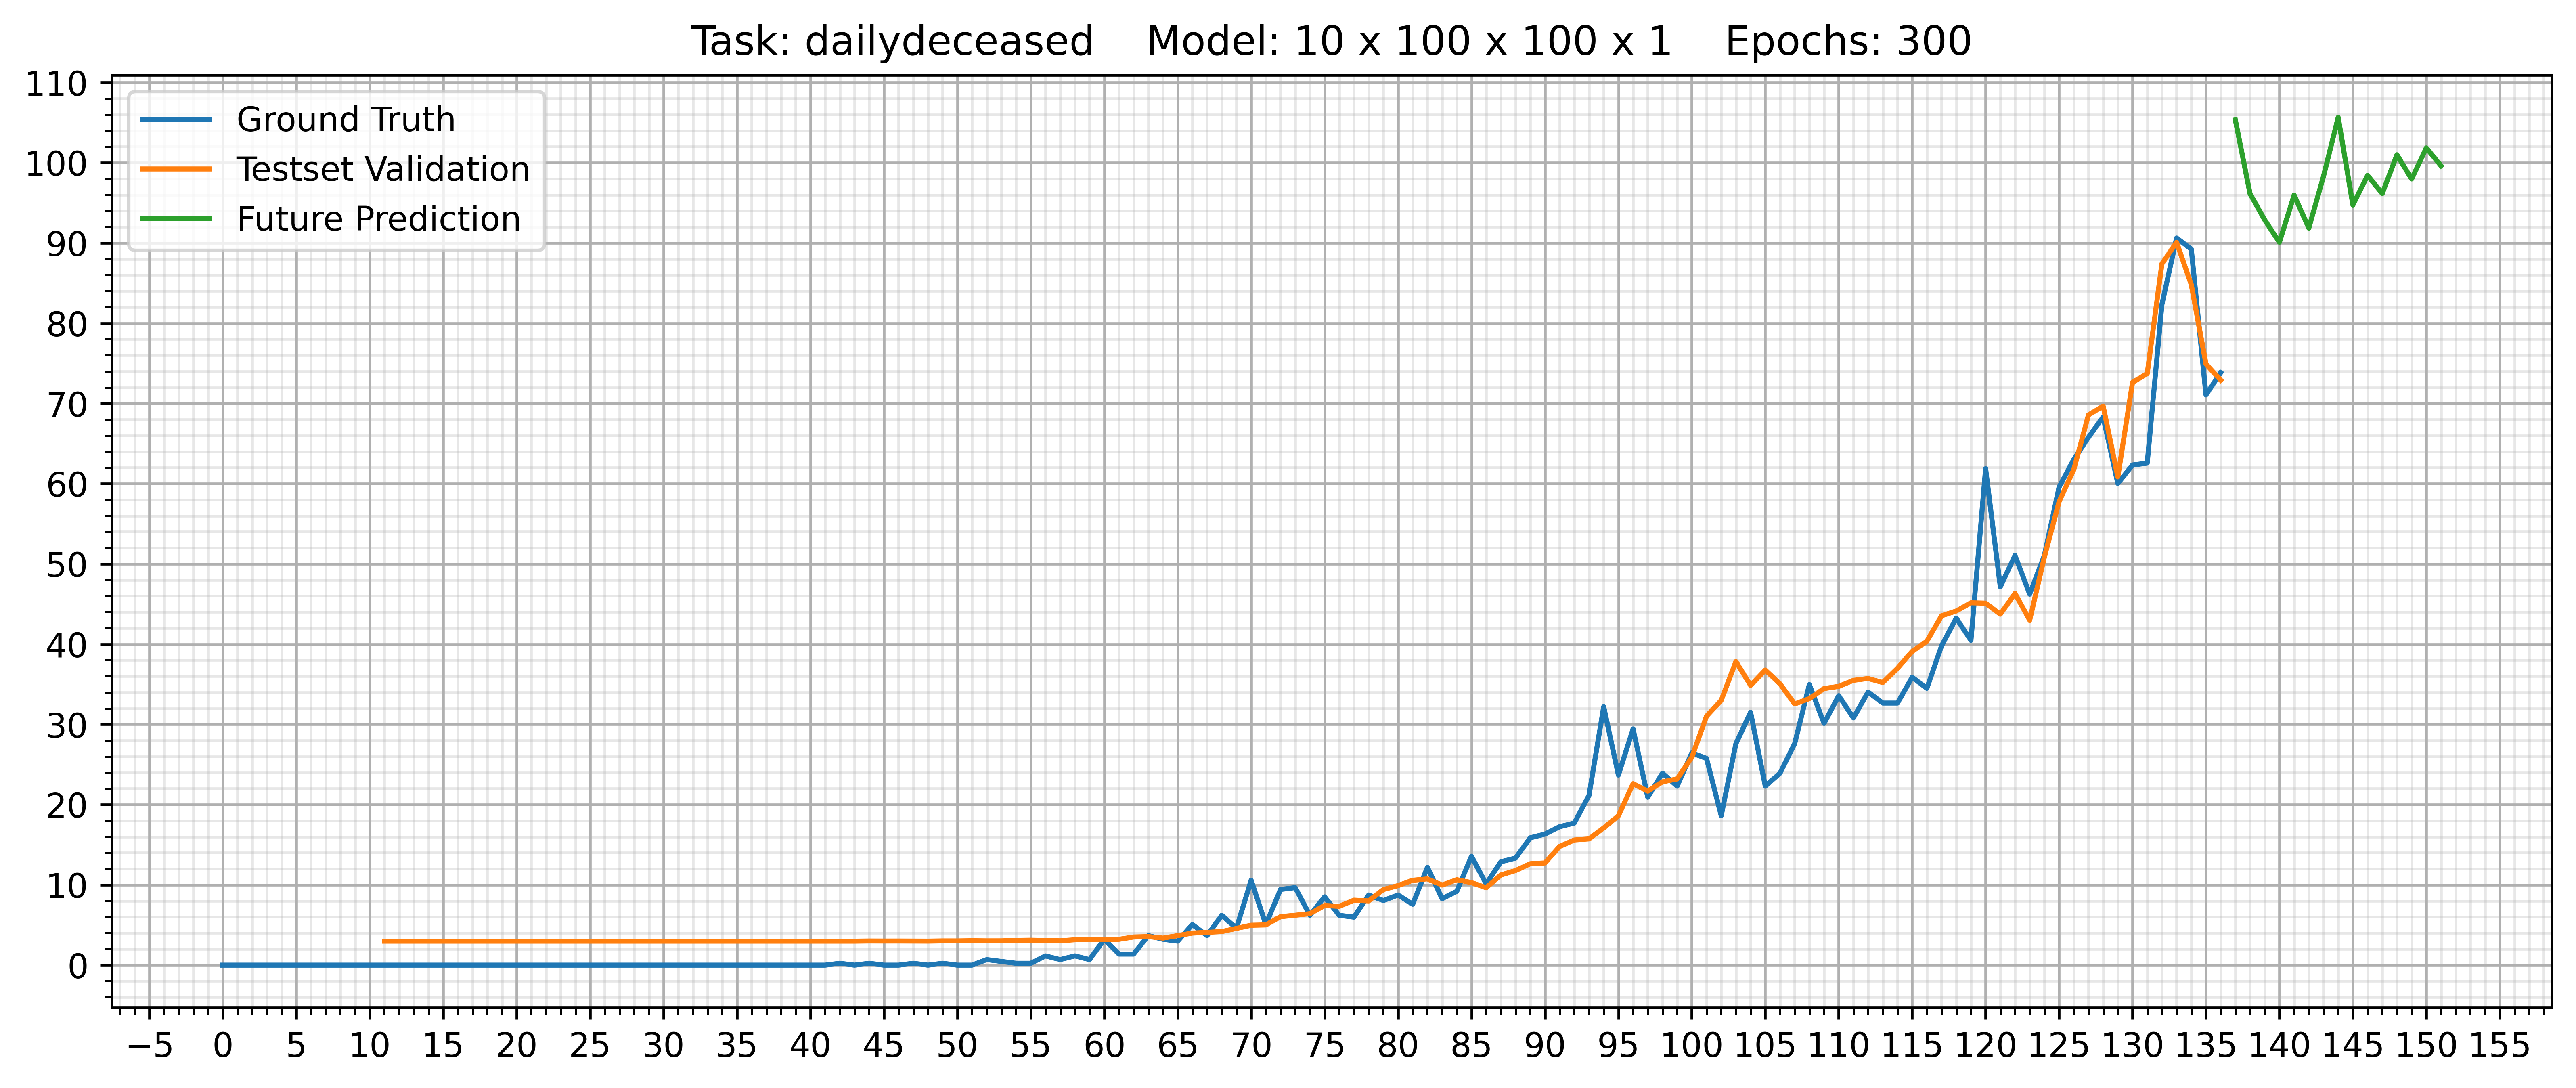 Task: dailydeceased    Model: 10 x 100 x 100 x 1    Epochs: 300
110
100
90
80
70
60
50
40
30
20
10
0
Ground Truth
Testset Validation
Future Prediction
−5 0 5 10 15 20 25 30 35 40 45 50 55 60 65 70 75 80 85 90 95 100 105 110 115 120 125 130 135 140 145 150 155